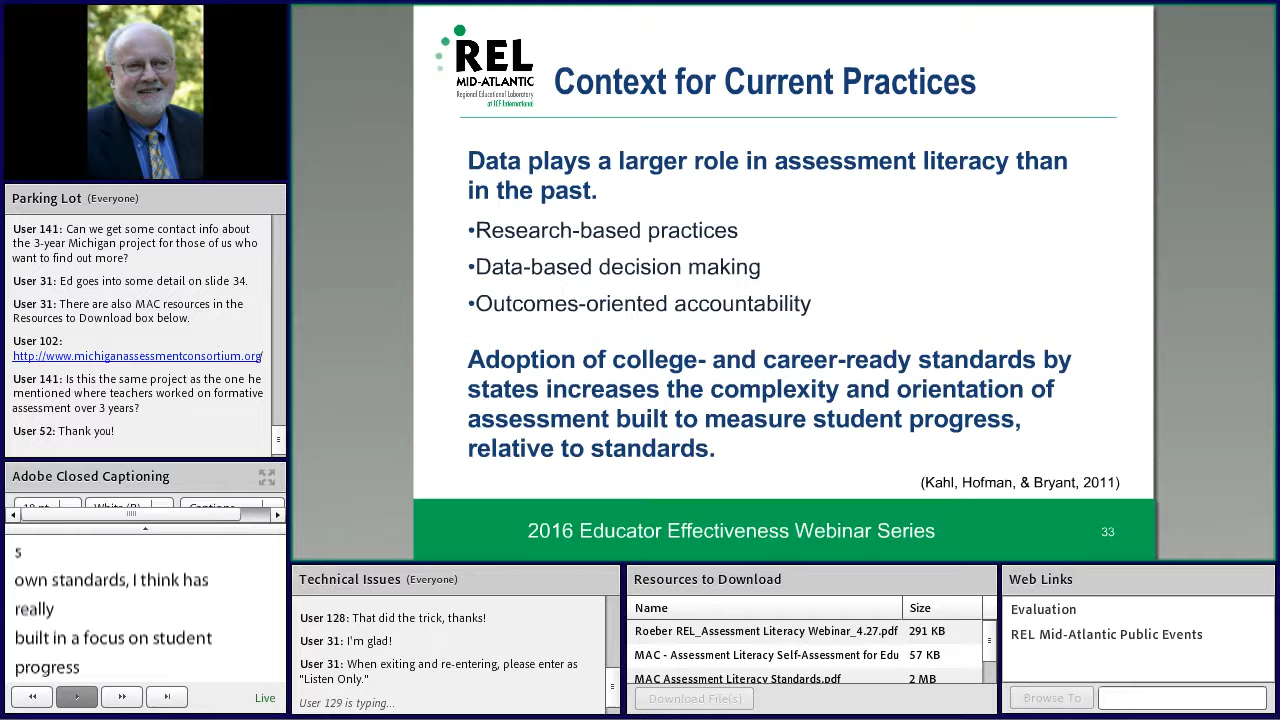 REL
MID-ATLANTIC
Regional Educational Laboratory
at ICF International
Context for Current Practices
Data plays a larger role in assessment literacy than
in the past.
•Research-based practices
•Data-based decision making
•Outcomes-oriented accountability
Adoption of college- and career-ready standards by
states increases the complexity and orientation of
assessment built to measure student progress,
relative to standards.
(Kahl, Hofman, & Bryant, 2011)
2016 Educator Effectiveness Webinar Series
33
Parking Lot (Everyone)
User 141: Can we get some contact info about
the 3-year Michigan project for those of us who
want to find out more?
User 31: Ed goes into some detail on slide 34.
User 31: There are also MAC resources in the
Resources to Download box below.
User 102:
http://www.michiganassessmentconsortium.org/
User 141: Is this the same project as the one he
mentioned where teachers worked on formative
assessment over 3 years?
User 52: Thank you!
Adobe Closed Captioning
s
own standards, I think has
really
built in a focus on student
progress
Live
Technical Issues (Everyone)
User 128: That did the trick, thanks!
User 31: I'm glad!
User 31: When exiting and re-entering, please enter as
"Listen Only."
User 129 is typing...
Resources to Download
Name Size
Roeber REL_Assessment Literacy Webinar_4.27.pdf 291 KB
MAC - Assessment Literacy Self-Assessment for Edu 57 KB
MAC Assessment Literacy Standards.pdf 2 MB
Download File(s)
Web Links
Evaluation
REL Mid-Atlantic Public Events
Browse To